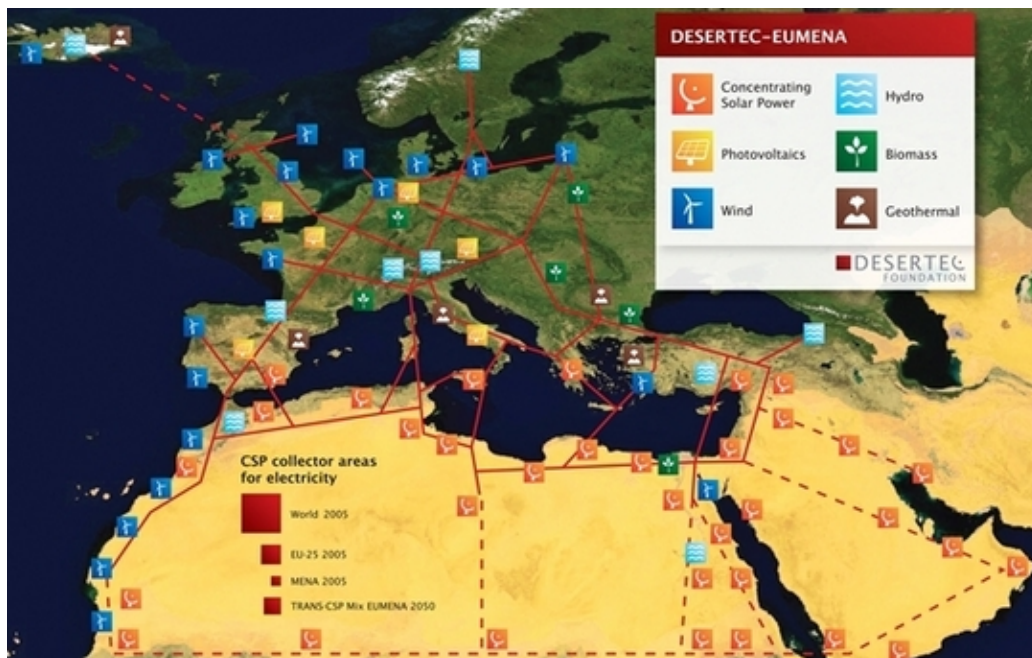 DESERTEC–EUMENA
Concentrating
Solar Power
Hydro
Photovoltaics
Biomass
Wind
Geothermal
DESERTEC
FOUNDATION
CSP collector areas
for electricity
World 2005
EU-25 2005
MENA 2005
TRANS-CSP Mix EUMENA 2050